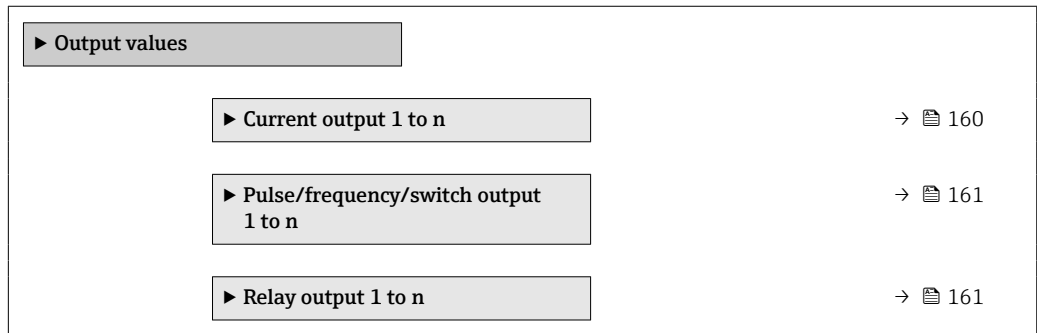 ▶ Output values
▶ Current output 1 to n → 160
▶ Pulse/frequency/switch output
1 to n → 161
▶ Relay output 1 to n → 161